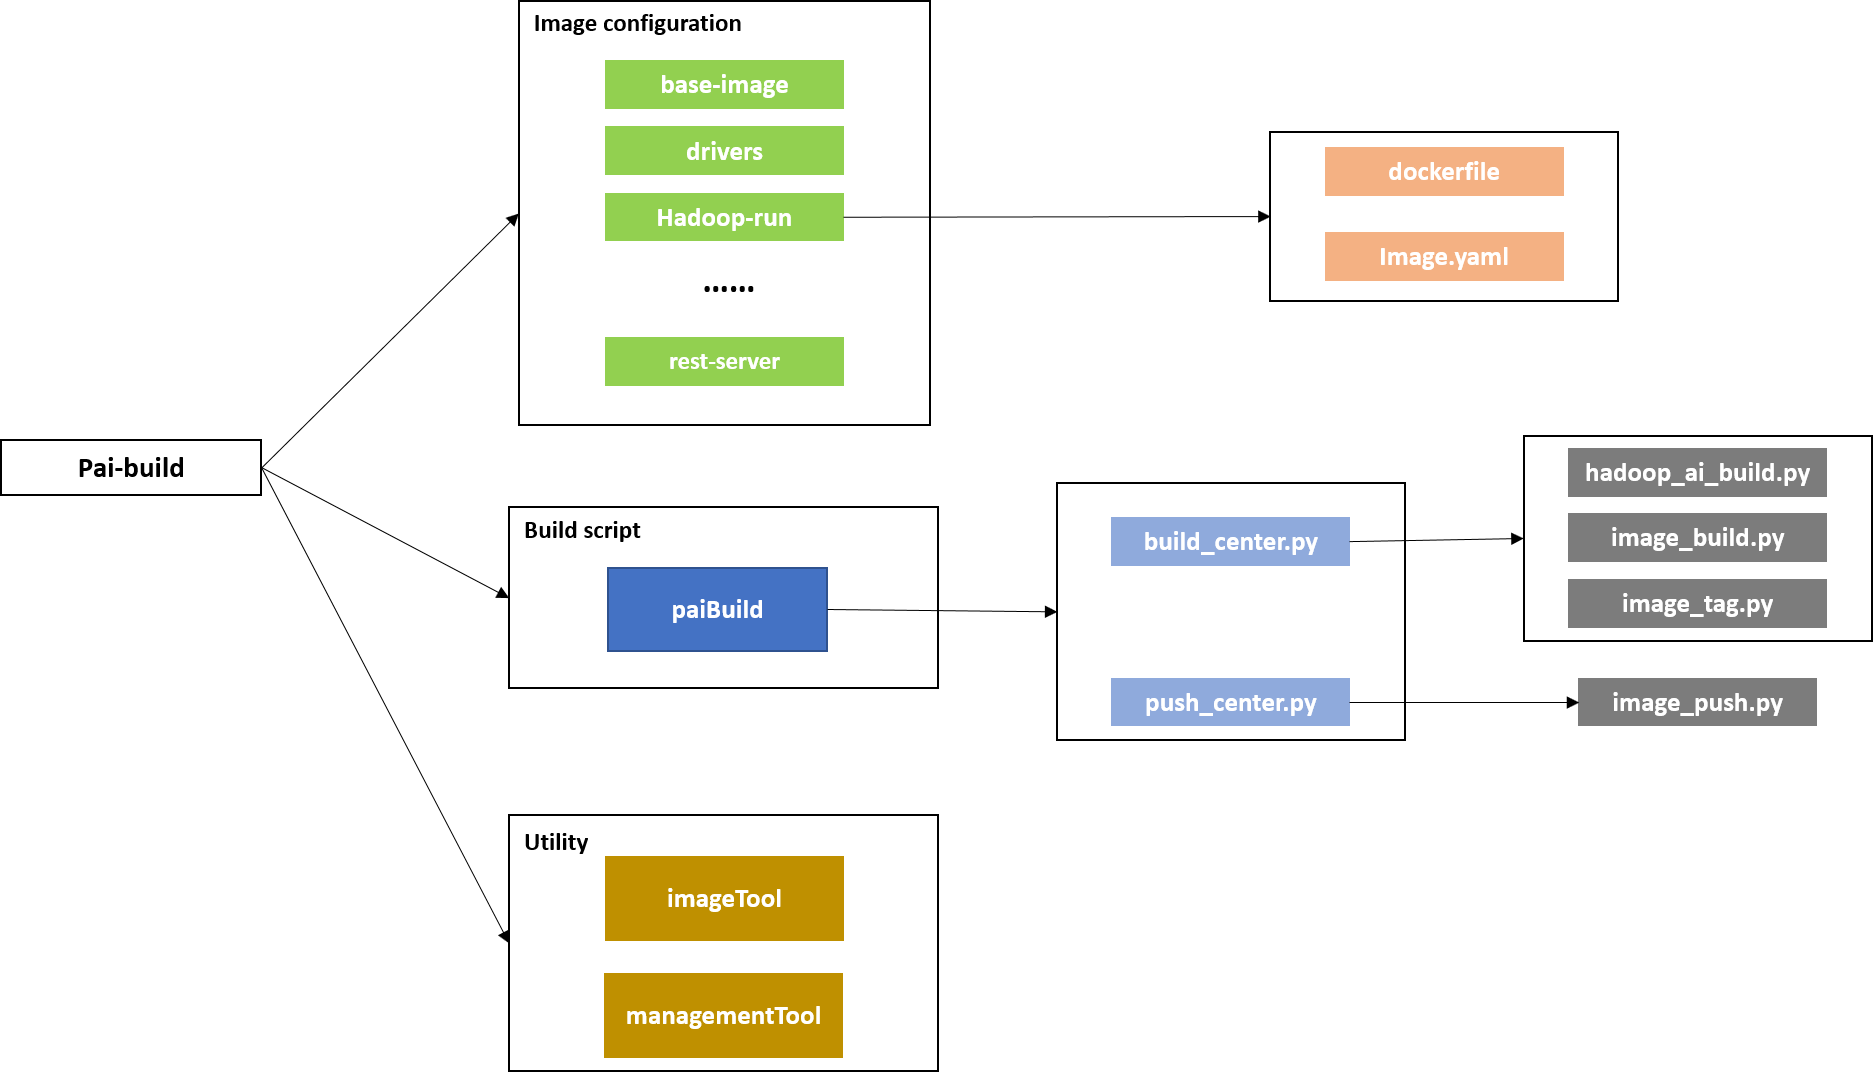 Image configuration
base-image
drivers
Hadoop-run
......
rest-server
dockerfile
Image.yaml
Pai-build
Build script
paiBuild
build_center.py
push_center.py
hadoop_ai_build.py
image_build.py
image_tag.py
image_push.py
Utility
imageTool
managementTool